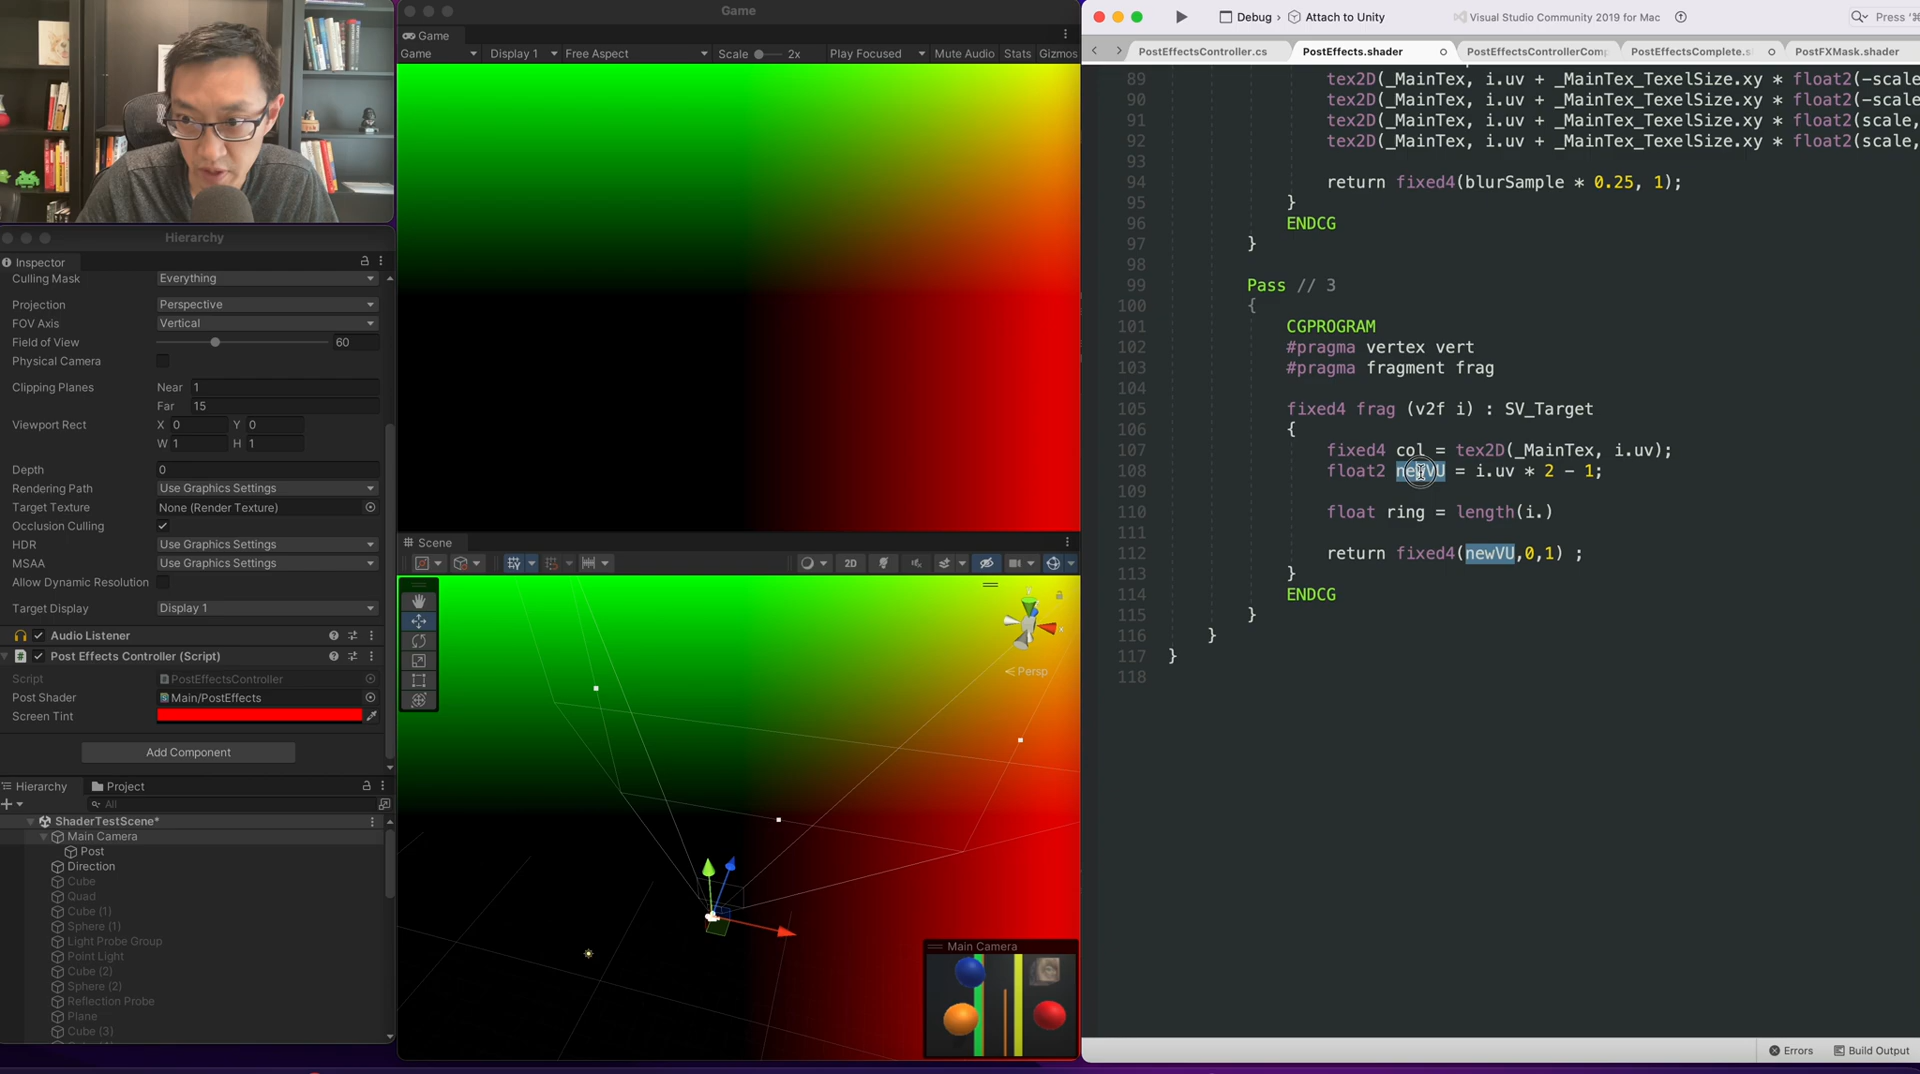 Game
Game
Game
Display 1
Free Aspect
Scale
2x
Play Focused
Mute Audio
Stats
Gizmos
Hierarchy
Inspector
Culling Mask
Everything
Projection
Perspective
FOV Axis
Vertical
Field of View
60
Physical Camera
Clipping Planes
Near
1
Far
15
Viewport Rect
X
0
Y
0
W
1
H
1
Depth
0
Rendering Path
Use Graphics Settings
Target Texture
None (Render Texture)
Occlusion Culling
HDR
Use Graphics Settings
MSAA
Use Graphics Settings
Allow Dynamic Resolution
Target Display
Display 1
Audio Listener
Post Effects Controller (Script)
Script
PostEffectsController
Post Shader
Main/PostEffects
Screen Tint
Add Component
Hierarchy
Project
All
ShaderTestScene*
Main Camera
Post
Direction
Cube
Quad
Cube (1)
Sphere (1)
Light Probe Group
Point Light
Cube (2)
Sphere (2)
Reflection Probe
Plane
Cube (3)
Scene
2D
Persp
Main Camera
Debug
Attach to Unity
Visual Studio Community 2019 for Mac
Press
PostEffectsController.cs
PostEffects.shader
PostEffectsControllerComp
PostEffectsComplete.s
PostFXMask.shader
89 tex2D(_MainTex, i.uv + _MainTex_TexelSize.xy * float2(-scale
90 tex2D(_MainTex, i.uv + _MainTex_TexelSize.xy * float2(-scale
91 tex2D(_MainTex, i.uv + _MainTex_TexelSize.xy * float2(scale,
92 tex2D(_MainTex, i.uv + _MainTex_TexelSize.xy * float2(scale,
93
94 return fixed4(blurSample * 0.25, 1);
95 }
96 ENDCG
97 }
98
99 Pass // 3
100 {
101 CGPROGRAM
102 #pragma vertex vert
103 #pragma fragment frag
104
105 fixed4 frag (v2f i) : SV_Target
106 {
107 fixed4 col = tex2D(_MainTex, i.uv);
108 float2 newVU = i.uv * 2 - 1;
109
110 float ring = length(i.)
111
112 return fixed4(newVU,0,1) ;
113 }
114 ENDCG
115 }
116 }
117 }
118
Errors
Build Output